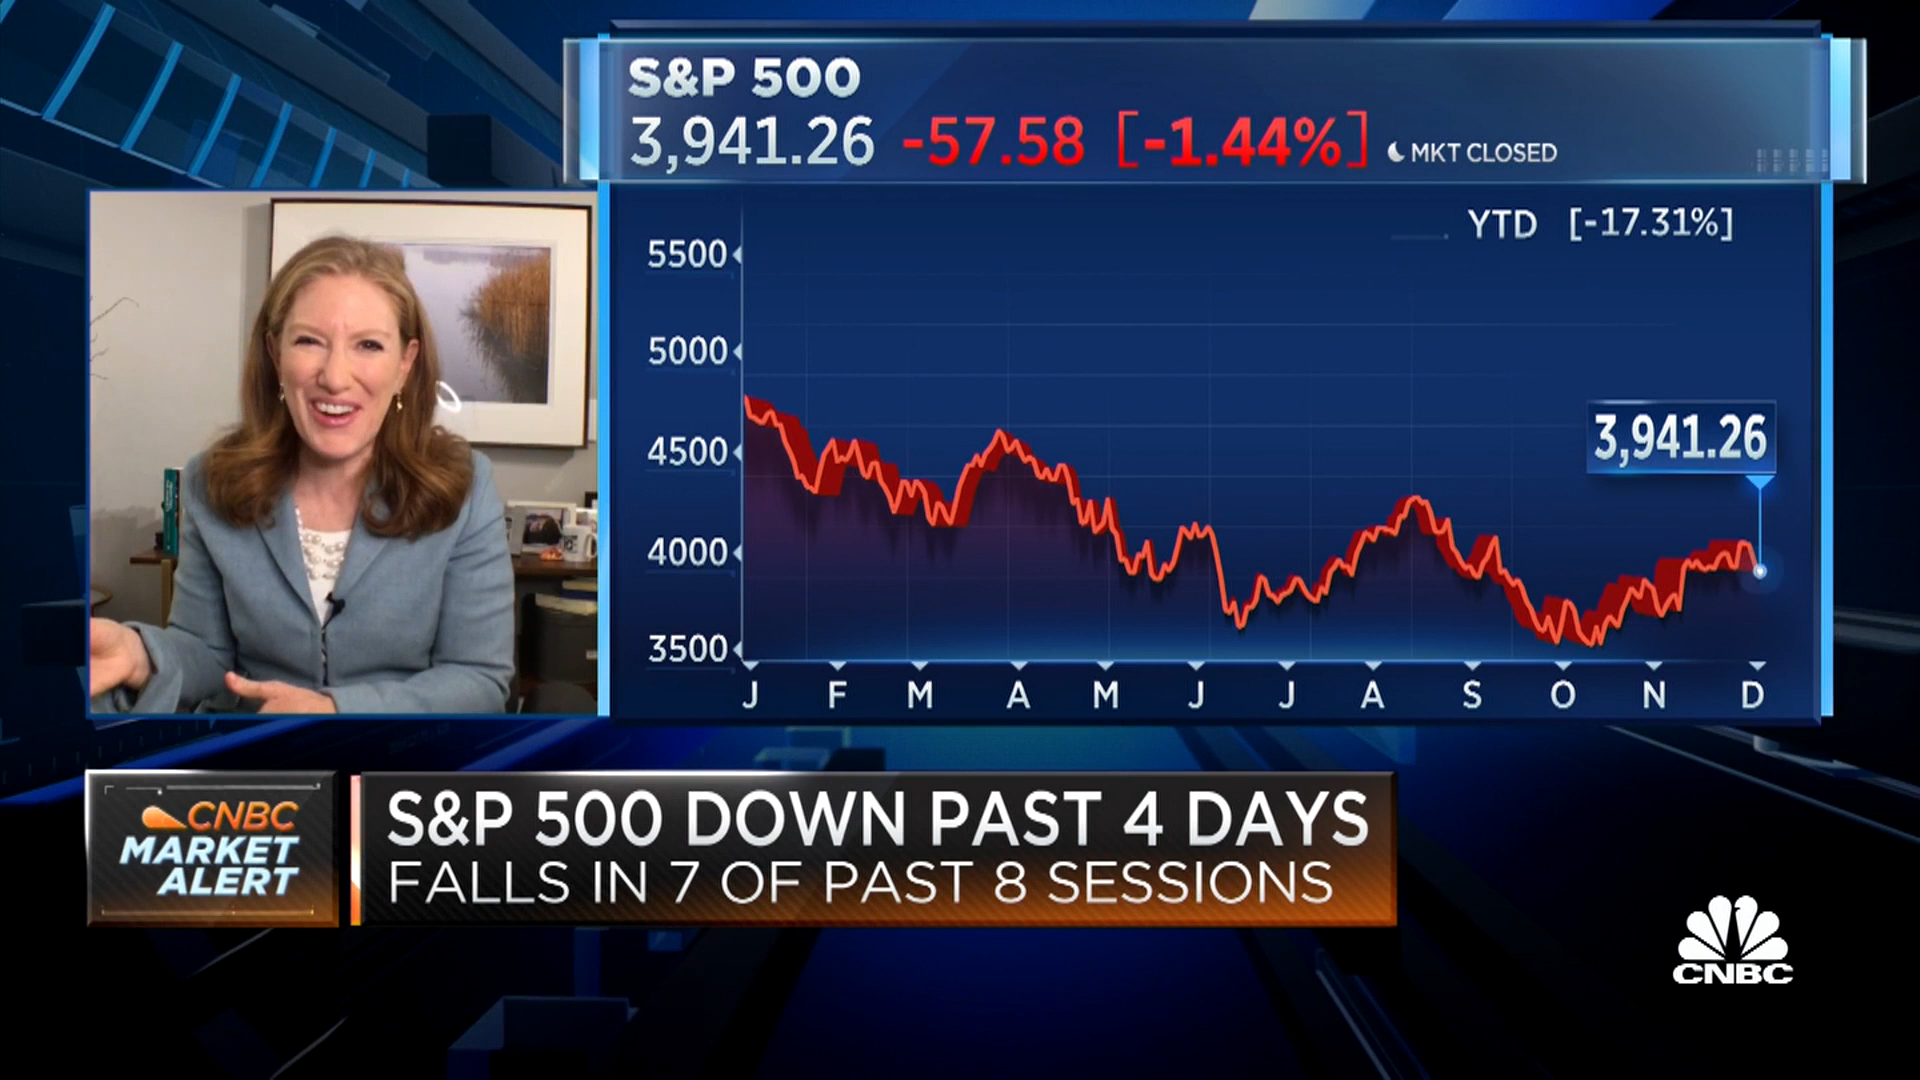 S&P 500
3,941.26 -57.58 [-1.44%] MKT CLOSED
YTD [-17.31%]
5500
5000
4500
4000
3500
3,941.26
J F M A M J J A S O N D
CNBC
MARKET
ALERT
S&P 500 DOWN PAST 4 DAYS
FALLS IN 7 OF PAST 8 SESSIONS
CNBC